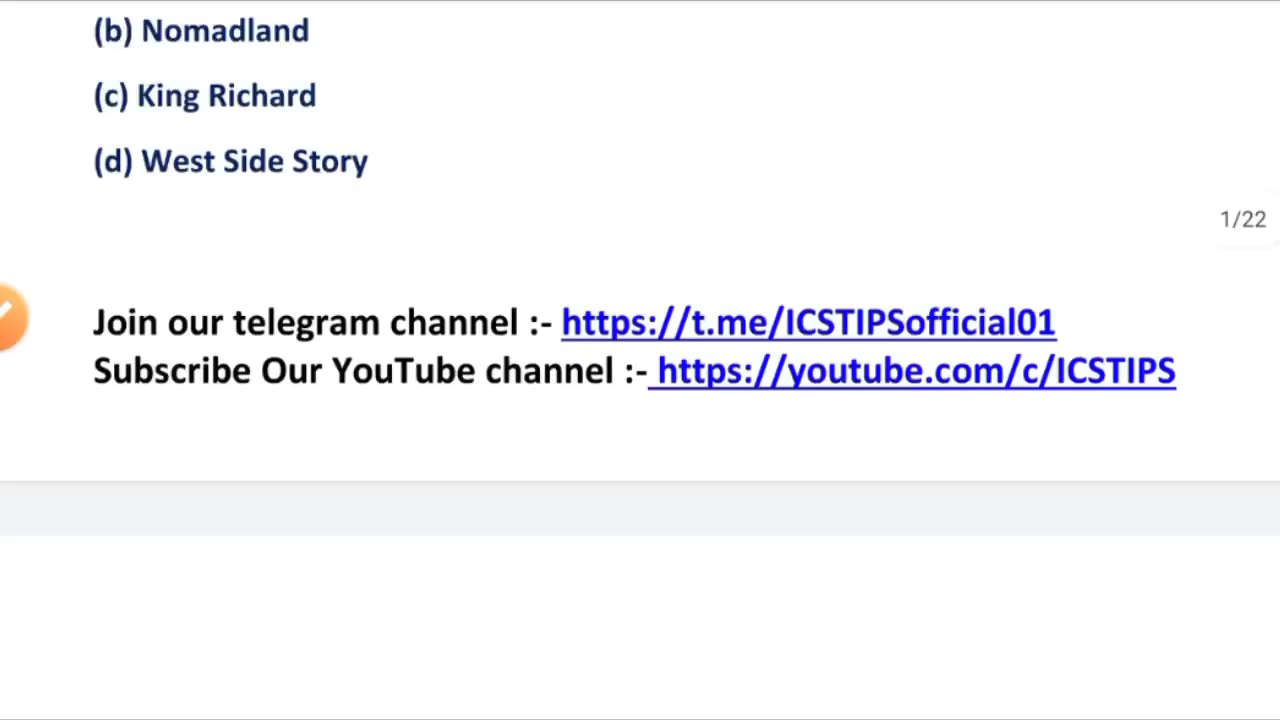 (b) Nomadland
(c) King Richard
(d) West Side Story
1/22
Join our telegram channel :- https://t.me/ICSTIPSofficial01
Subscribe Our YouTube channel :- https://youtube.com/c/ICSTIPS